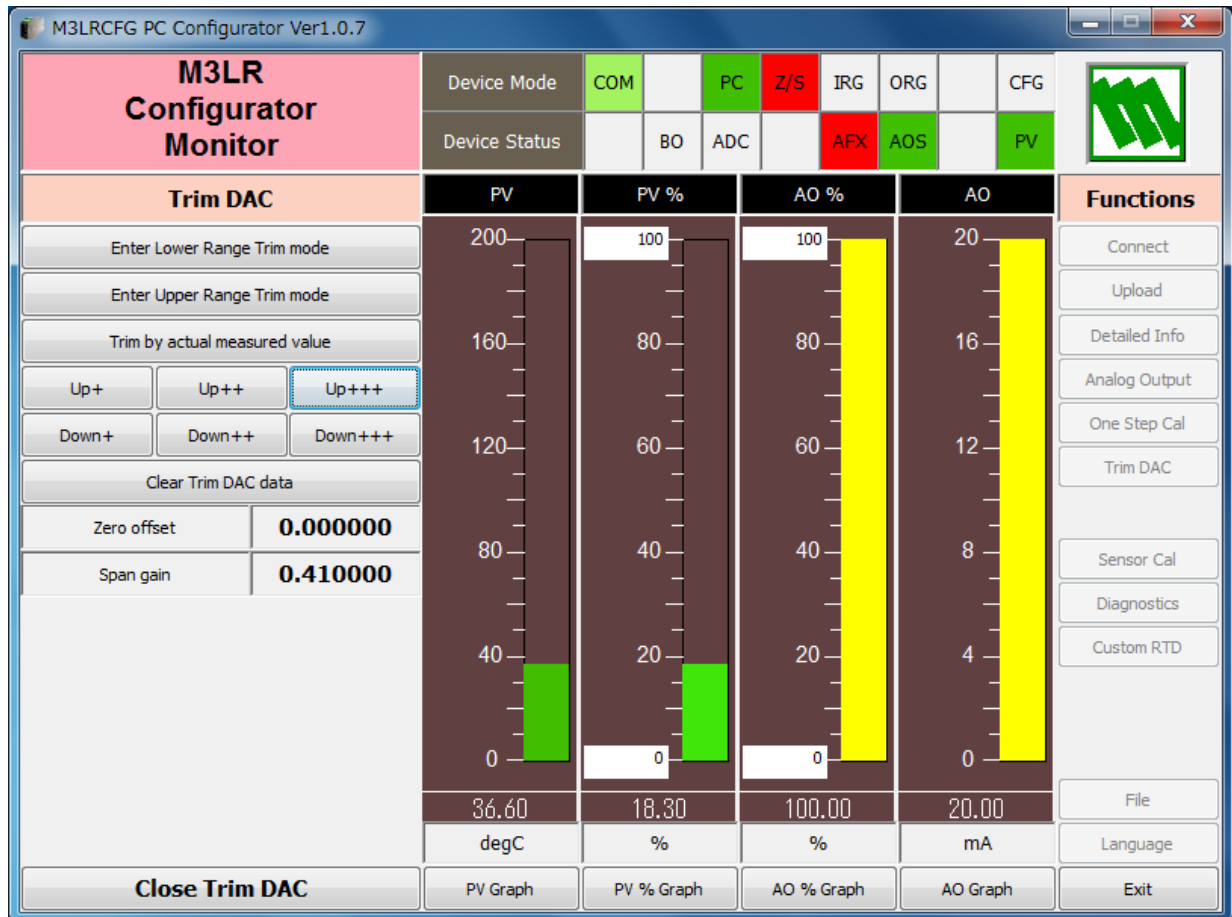 M3LRCFG PC Configurator Ver1.0.7
M3LR
Configurator
Monitor
Device Mode COM PC Z/S IRG ORG CFG
Device Status BO ADC AFX AOS PV
Trim DAC PV PV % AO % AO Functions
Enter Lower Range Trim mode
Enter Upper Range Trim mode
Trim by actual measured value
Up+ Up++ Up+++
Down+ Down++ Down+++
Clear Trim DAC data
Zero offset 0.000000
Span gain 0.410000
Close Trim DAC
200
160
120
80
40
0
36.60
degC
PV Graph
100
80
60
40
20
0
18.30
%
PV % Graph
100
80
60
40
20
0
100.00
%
AO % Graph
20
16
12
8
4
0
20.00
mA
AO Graph
Connect
Upload
Detailed Info
Analog Output
One Step Cal
Trim DAC
Sensor Cal
Diagnostics
Custom RTD
File
Language
Exit